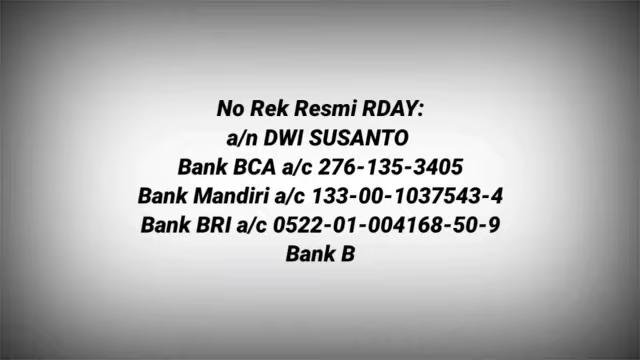 No Rek Resmi RDAY:
a/n DWI SUSANTO
Bank BCA a/c 276-135-3405
Bank Mandiri a/c 133-00-1037543-4
Bank BRI a/c 0522-01-004168-50-9
Bank B